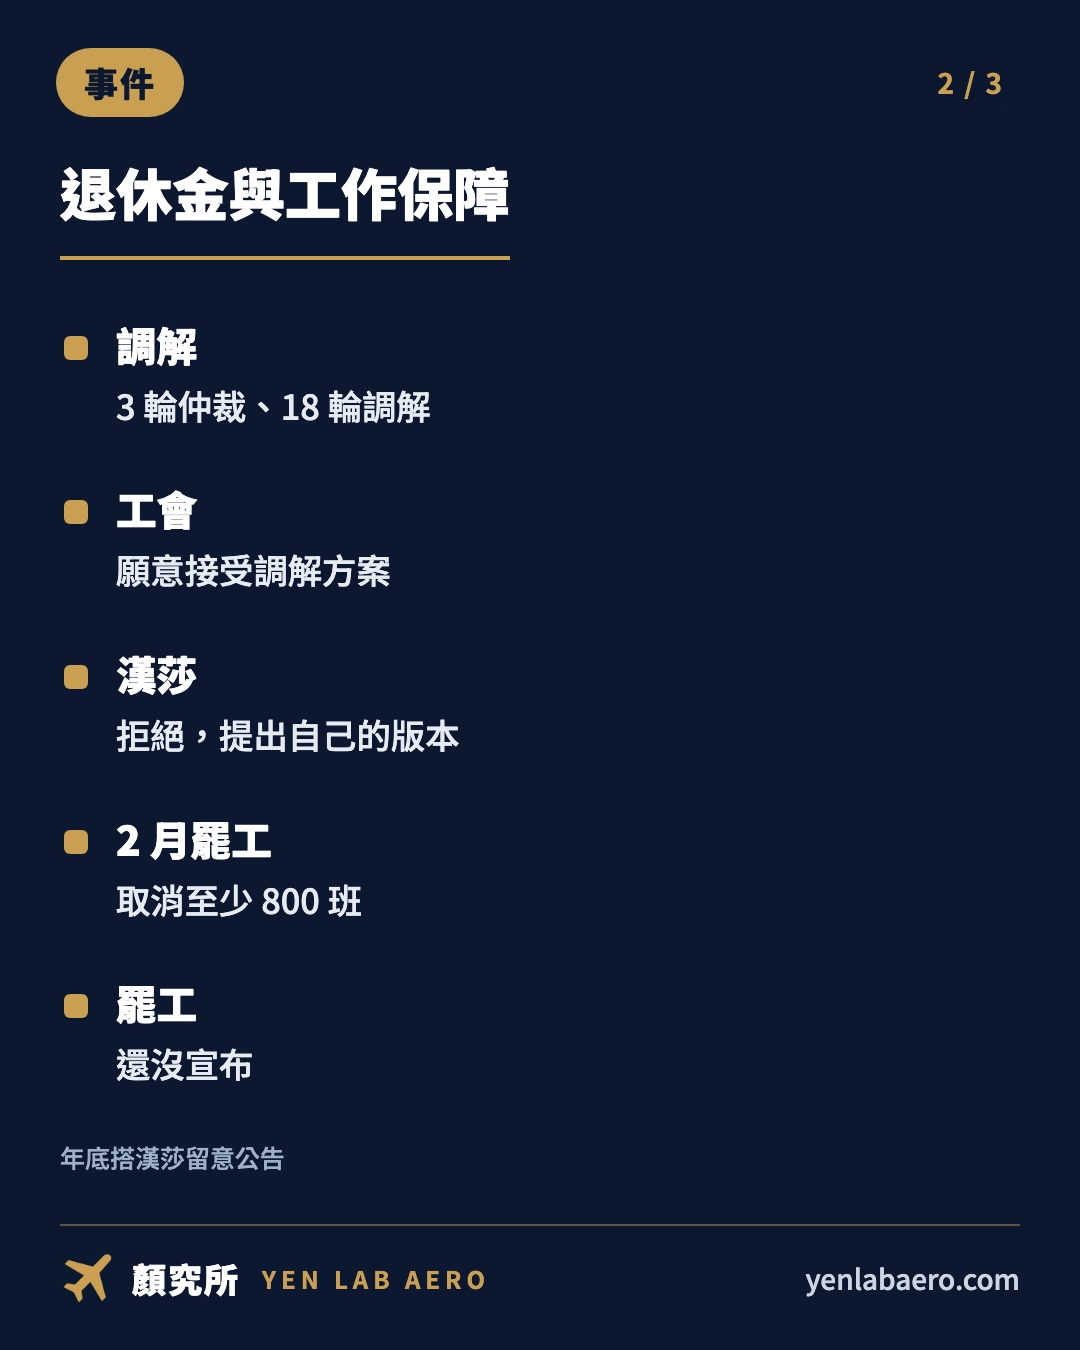 事件
2 / 3
退休金與工作保障
調解
3 輪仲裁、18 輪調解
工會
願意接受調解方案
漢莎
拒絕，提出自己的版本
2 月罷工
取消至少 800 班
罷工
還沒宣布
年底搭漢莎留意公告
顏究所 YEN LAB AERO
yenlabaero.com